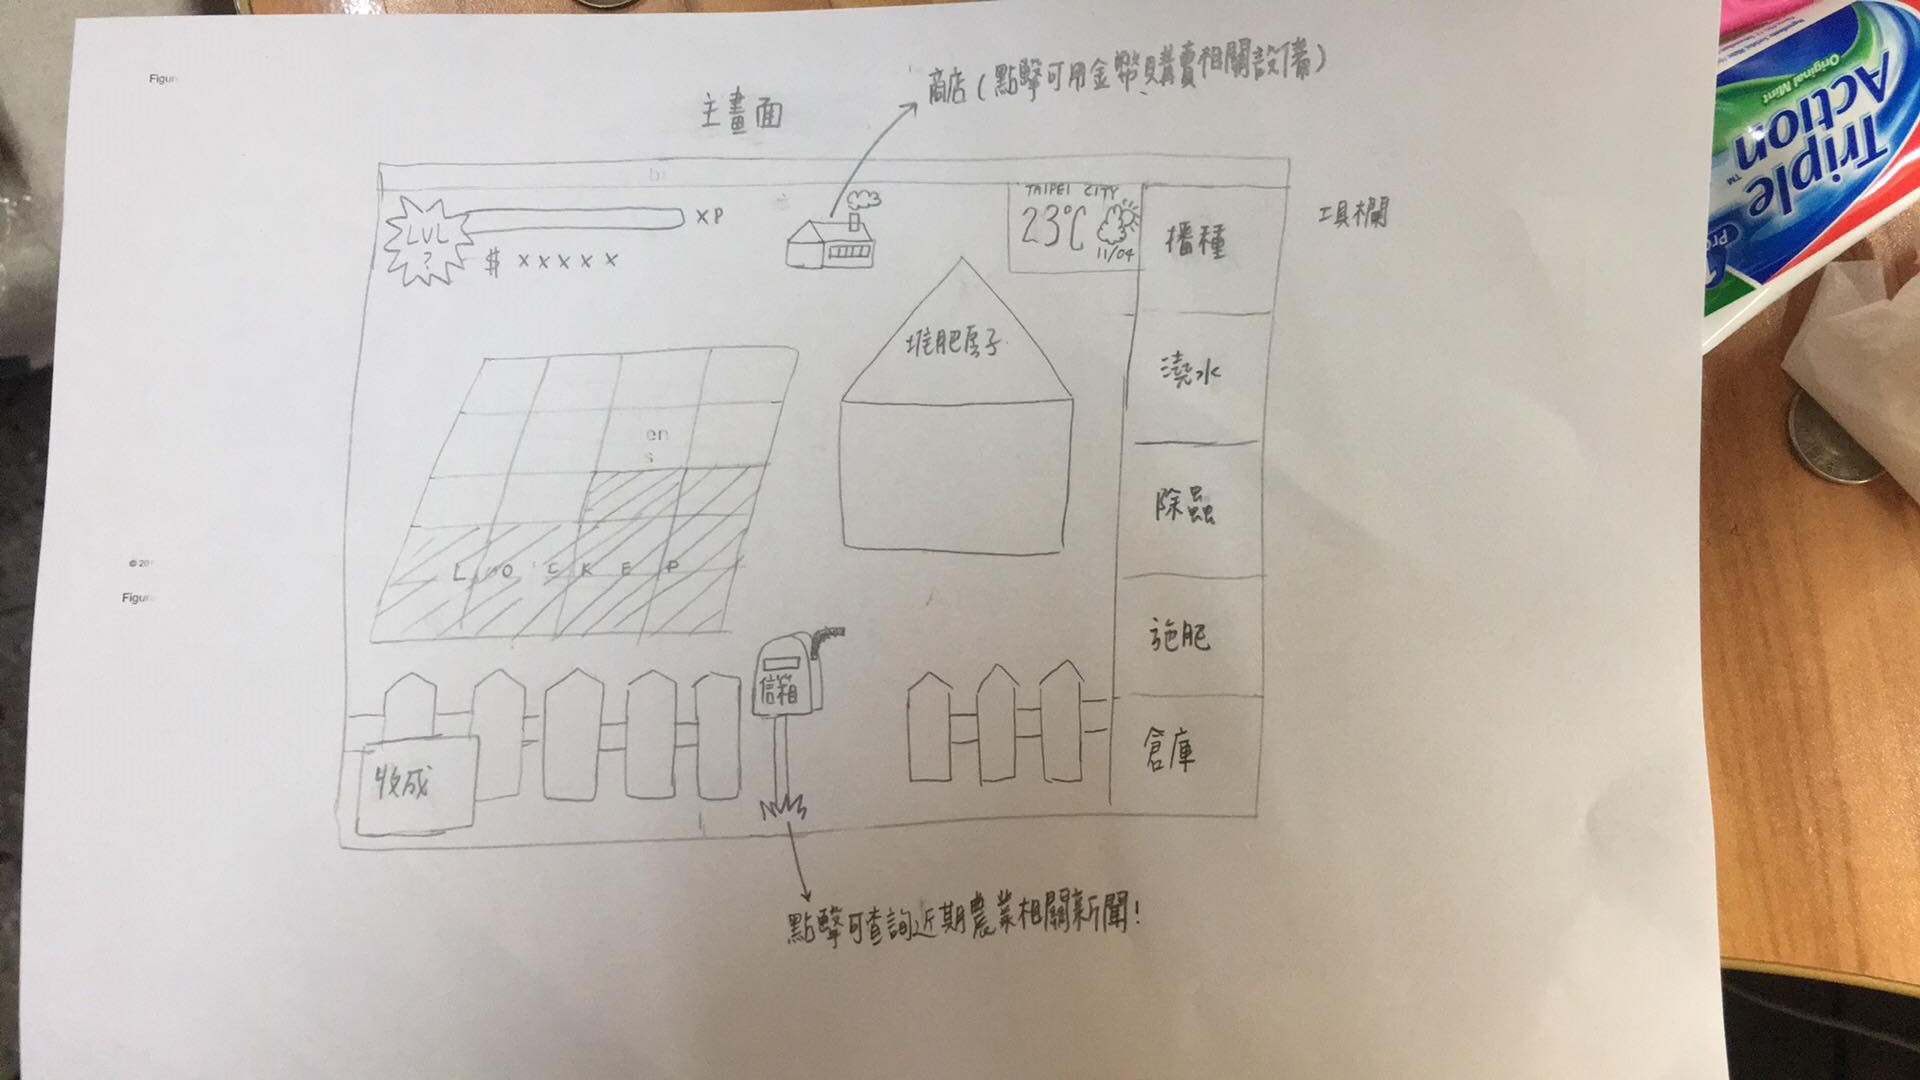 Figur
主畫面
商店(點擊可用金幣購賣相關設備)
LVL
?
XP
$ xxxxx
TAIPEI CITY
23°C
11/04
工具欄
播種
澆水
除蟲
施肥
倉庫
堆肥房子
en
s
LOCKED
信箱
收成
點擊可查詢近期農業相關新聞!
© 20
Figur
Triple
Action
TM
Original Mint